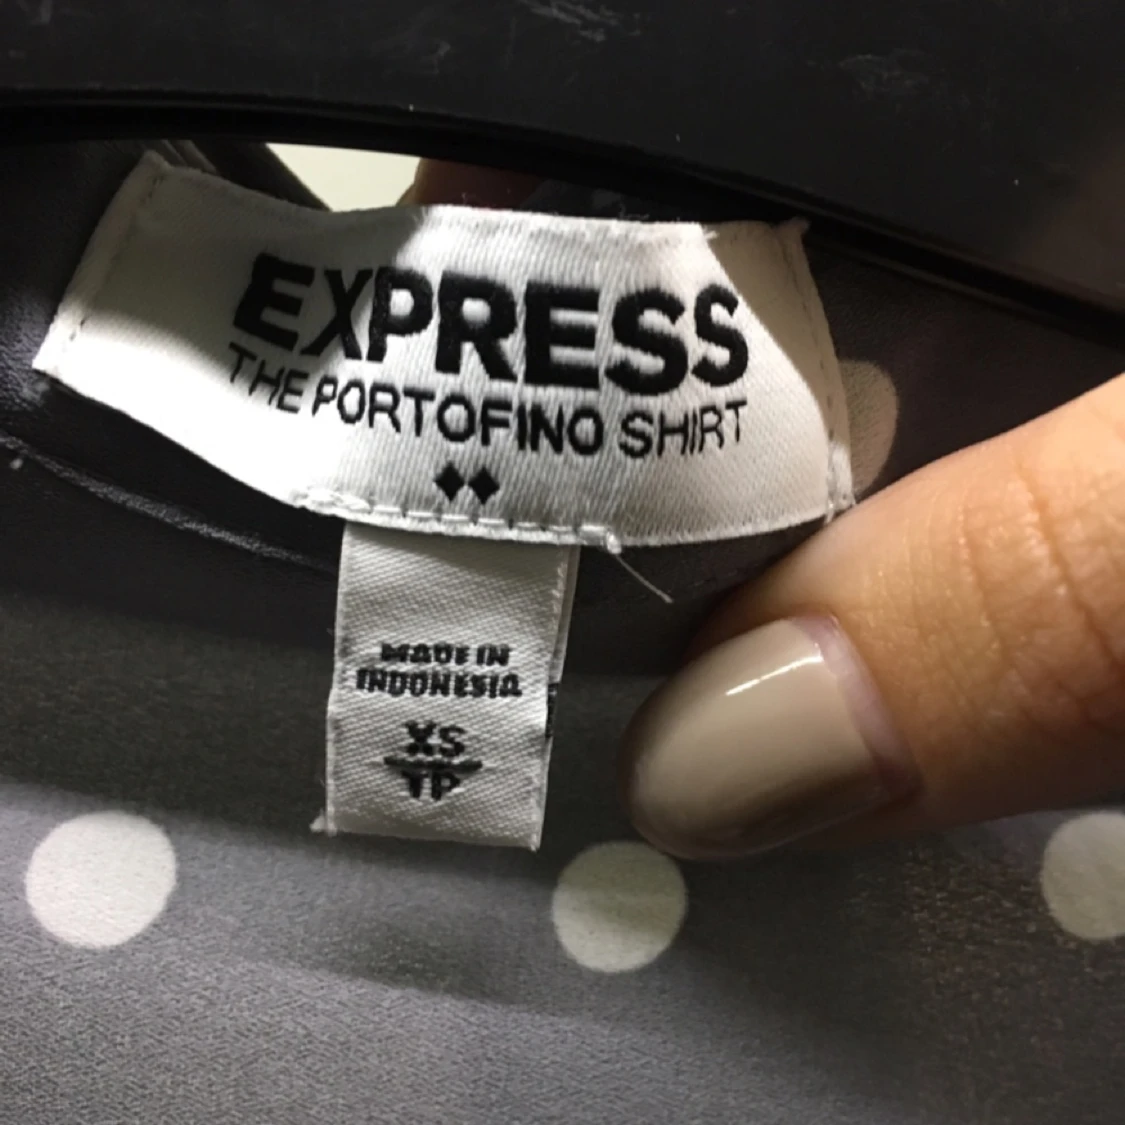 EXPRESS
THE PORTOFINO SHIRT
MADE IN
INDONESIA
XS
TP